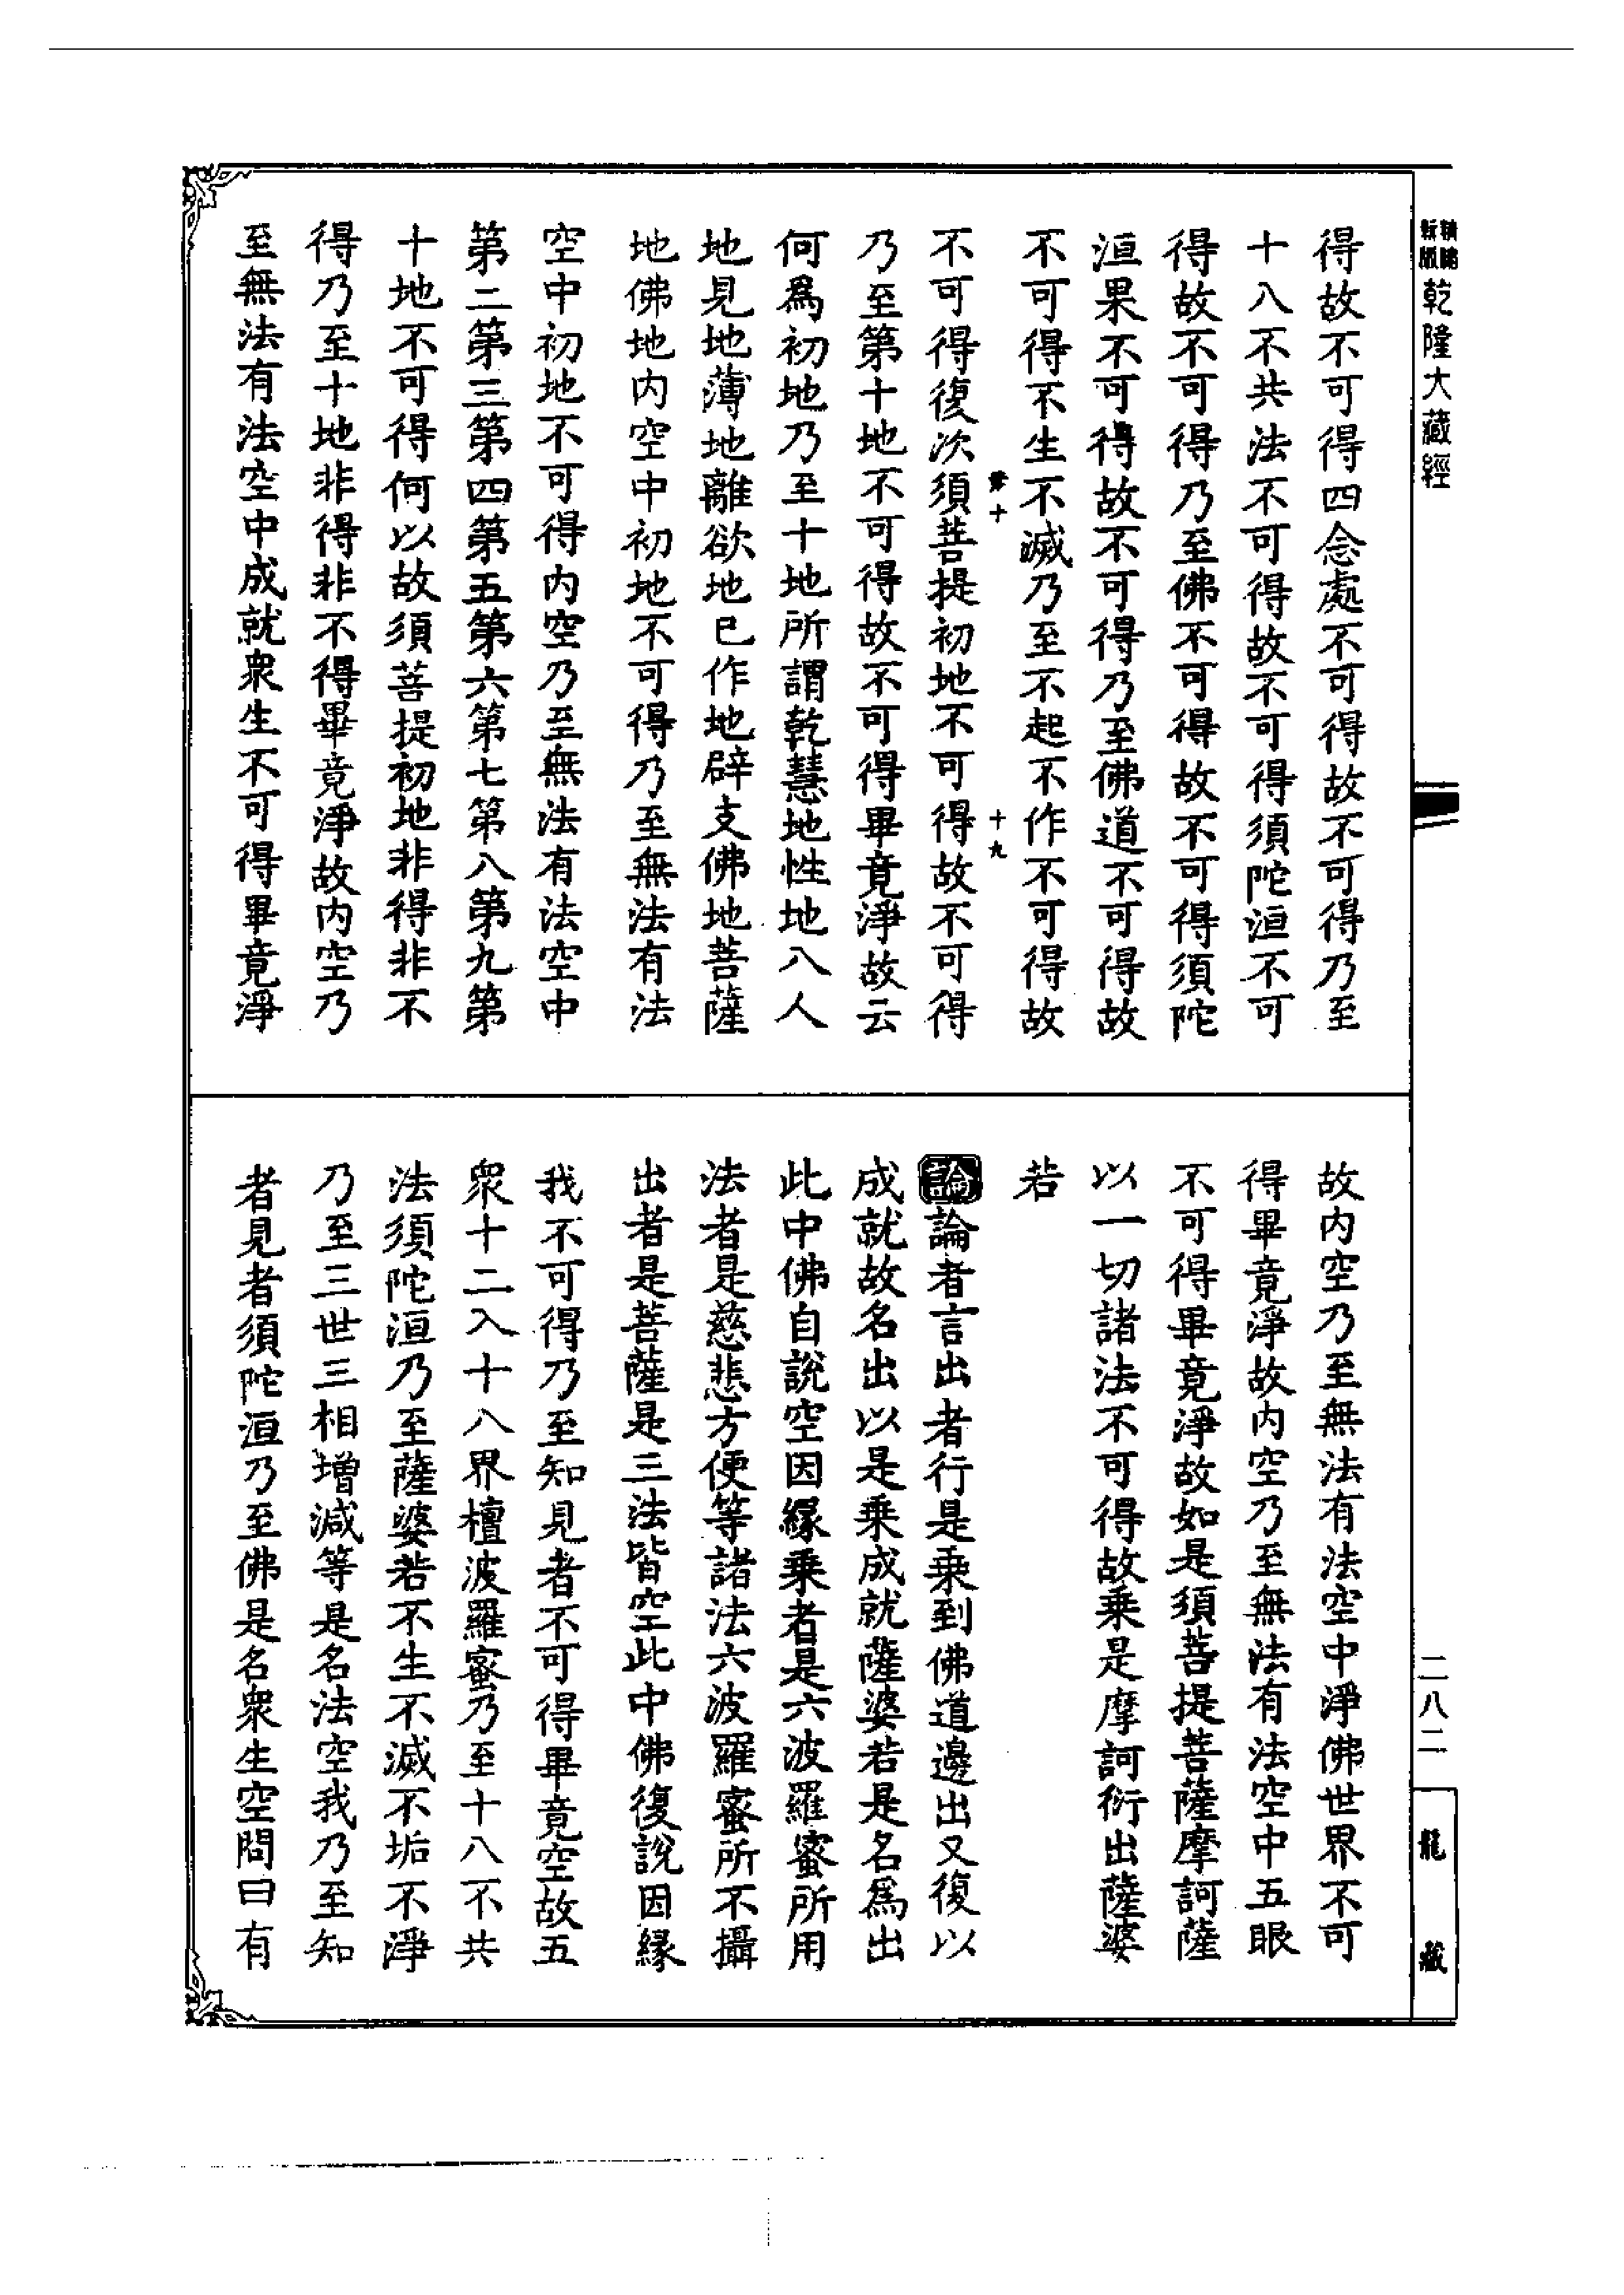 新版
精縮
乾隆大藏經
得故不可得四念處不可得故不可得乃至
十八不共法不可得故不可得須陀洹不可
得故不可得乃至佛不可得故不可得須陀
洹果不可得故不可得乃至佛道不可得故
不可得不生不滅乃至不起不作不可得故
不可得復次須菩提初地不可得故不可得
乃至第十地不可得故不可得畢竟淨故云
何爲初地乃至十地所謂乾慧地性地八人
地見地薄地離欲地已作地辟支佛地菩薩
地佛地内空中初地不可得乃至無法有法
空中初地不可得内空乃至無法有法空中
第二第三第四第五第六第七第八第九第
十地不可得何以故須菩提初地非得非不
得乃至十地非得非不得畢竟淨故内空乃
至無法有法空中成就衆生不可得畢竟淨
十九
故内空乃至無法有法空中淨佛世界不可
得畢竟淨故内空乃至無法有法空中五眼
不可得畢竟淨故如是須菩提菩薩摩訶薩
以一切諸法不可得故乘是摩訶衍出薩婆
若
論論者言出者行是乘到佛道邊出又復以
成就故名出以是乘成就薩婆若是名爲出
此中佛自說空因緣乘者是六波羅蜜所用
法者是慈悲方便等諸法六波羅蜜所不攝
出者是菩薩是三法皆空此中佛復說因緣
我不可得乃至知見者不可得畢竟空故五
衆十二入十八界檀波羅蜜乃至十八不共
法須陀洹乃至薩婆若不生不滅不垢不淨
乃至三世三相增減等是名法空我乃至知
者見者須陀洹乃至佛是名衆生空問曰有
二八二
龍藏